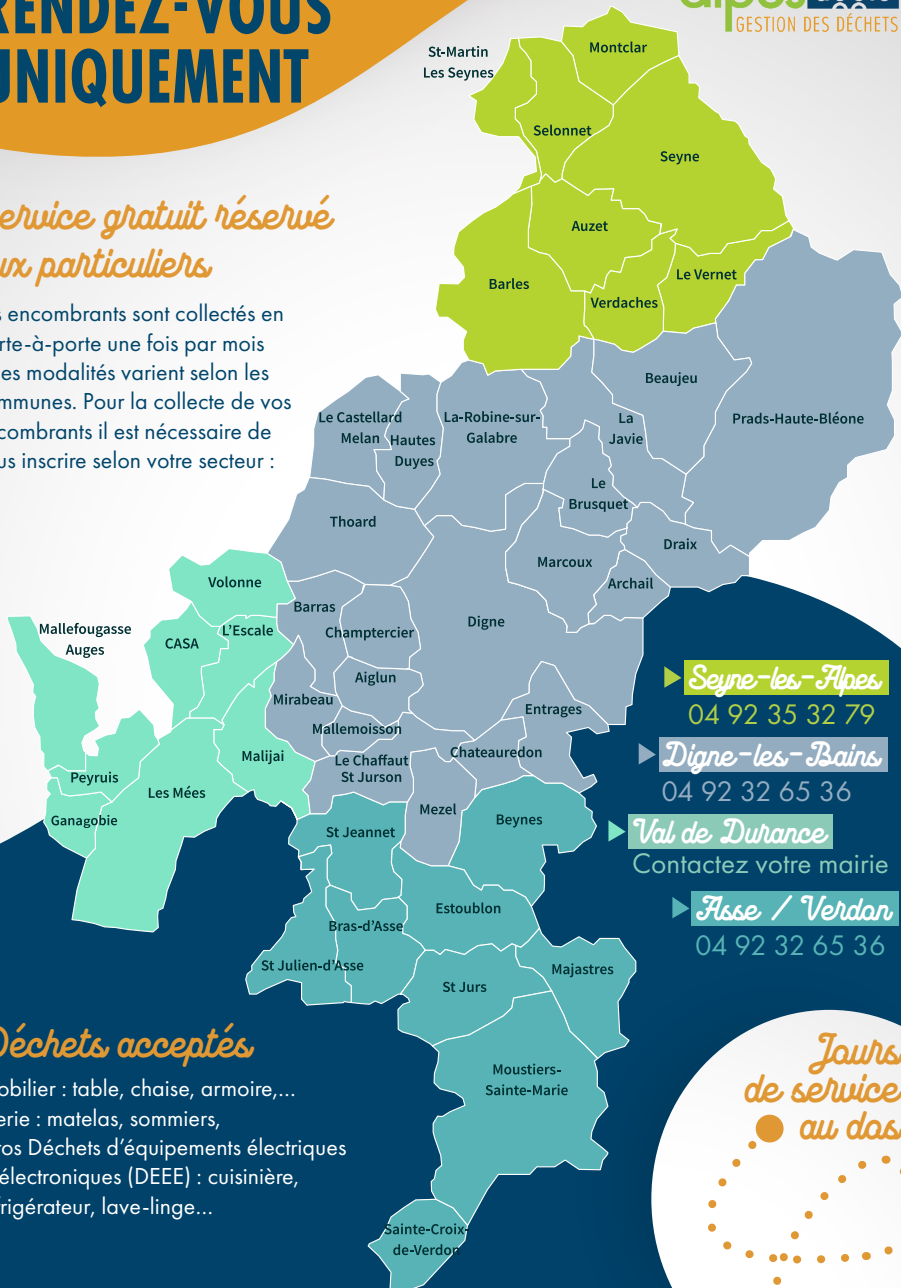 RENDEZ-VOUS
UNIQUEMENT
GESTION DES DÉCHETS
service gratuit réservé
aux particuliers
encombrants sont collectés en
rte-à-porte une fois par mois
es modalités varient selon les
mmunes. Pour la collecte de vos
combrants il est nécessaire de
us inscrire selon votre secteur :
St-Martin
Les Seynes
Montclar
Selonnet
Seyne
Auzet
Barles
Le Vernet
Verdaches
Beaujeu
Prads-Haute-Bléone
Le Castellard
Melan
Hautes
Duyes
La-Robine-sur-
Galabre
La
Javie
Le
Brusquet
Thoard
Draix
Marcoux
Archail
Volonne
Barras
Digne
Mallefougasse
Auges
CASA
L'Escale
Champtercier
Aiglun
Mirabeau
Entrages
Mallemoisson
Malijai
Le Chaffaut
St Jurson
Chateauredon
Peyruis
Les Mées
Mezel
Ganagobie
St Jeannet
Beynes
Estoublon
Bras-d'Asse
St Julien-d'Asse
St Jurs
Majastres
Moustiers-
Sainte-Marie
Sainte-Croix-
de-Verdon
Seyne-les-Alpes
04 92 35 32 79
Digne-les-Bains
04 92 32 65 36
Val de Durance
Contactez votre mairie
Asse / Verdon
04 92 32 65 36
Déchets acceptés
obilier : table, chaise, armoire,...
erie : matelas, sommiers,
ros Déchets d'équipements électriques
électroniques (DEEE) : cuisinière,
frigérateur, lave-linge...
Jours
de service
au dos